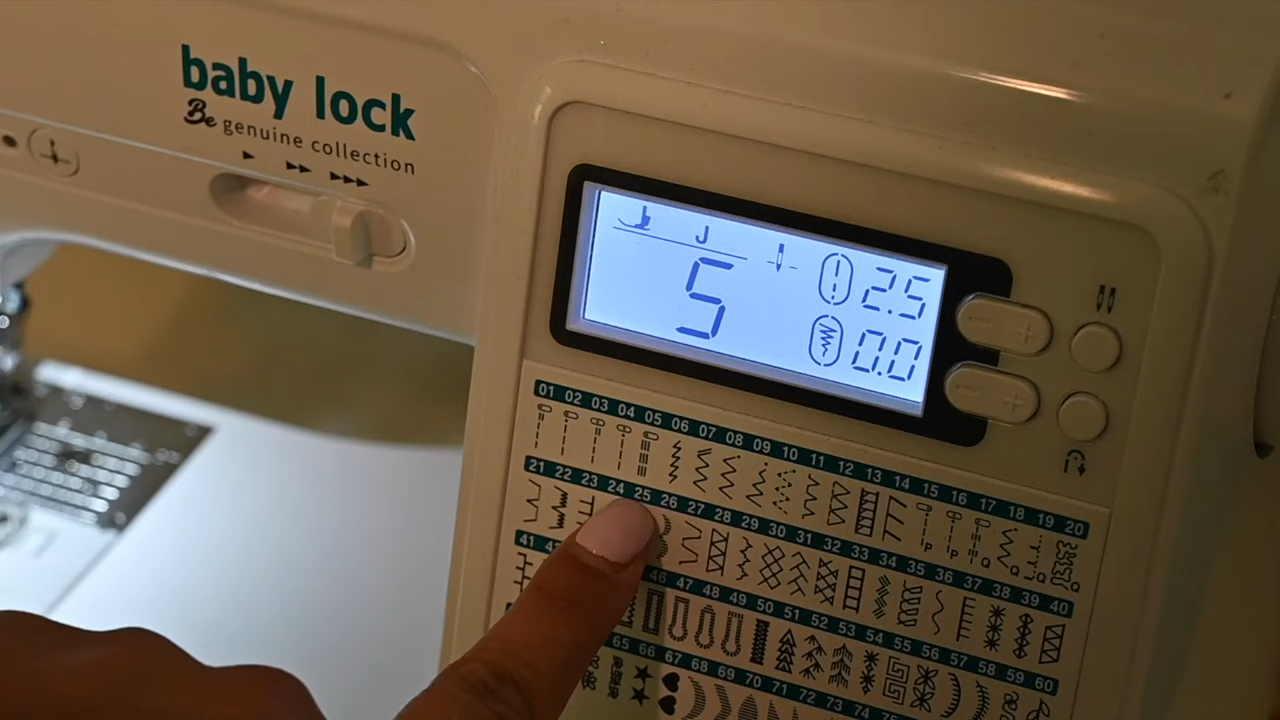 baby lock
Be genuine collection
J
5
2.5
0.0
01 02 03 04 05 06 07 08 09 10 11 12 13 14 15 16 17 18 19 20
P P
21 22 23 24 25 26 27 28 29 30 31 32 33 34 35 36 37 38 39 40
41 46 47 48 49 50 51 52 53 54 55 56 57 58 59 60
65 66 67 68 69 70 71 72 73 74